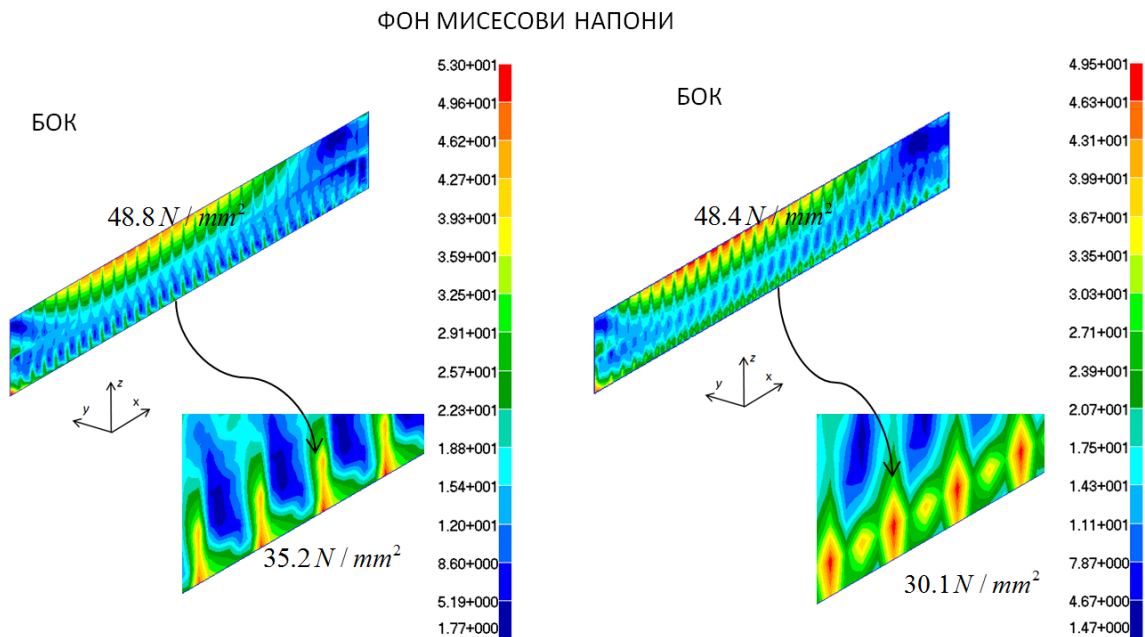 ФОН МИСЕСОВИ НАПОНИ
БОК
48.8 N / mm²
z
y
x
35.2 N / mm²
5.30+001
4.96+001
4.62+001
4.27+001
3.93+001
3.59+001
3.25+001
2.91+001
2.57+001
2.23+001
1.88+001
1.54+001
1.20+001
8.60+000
5.19+000
1.77+000
БОК
48.4 N / mm²
z
y
x
30.1 N / mm²
4.95+001
4.63+001
4.31+001
3.99+001
3.67+001
3.35+001
3.03+001
2.71+001
2.39+001
2.07+001
1.75+001
1.43+001
1.11+001
7.87+000
4.67+000
1.47+000